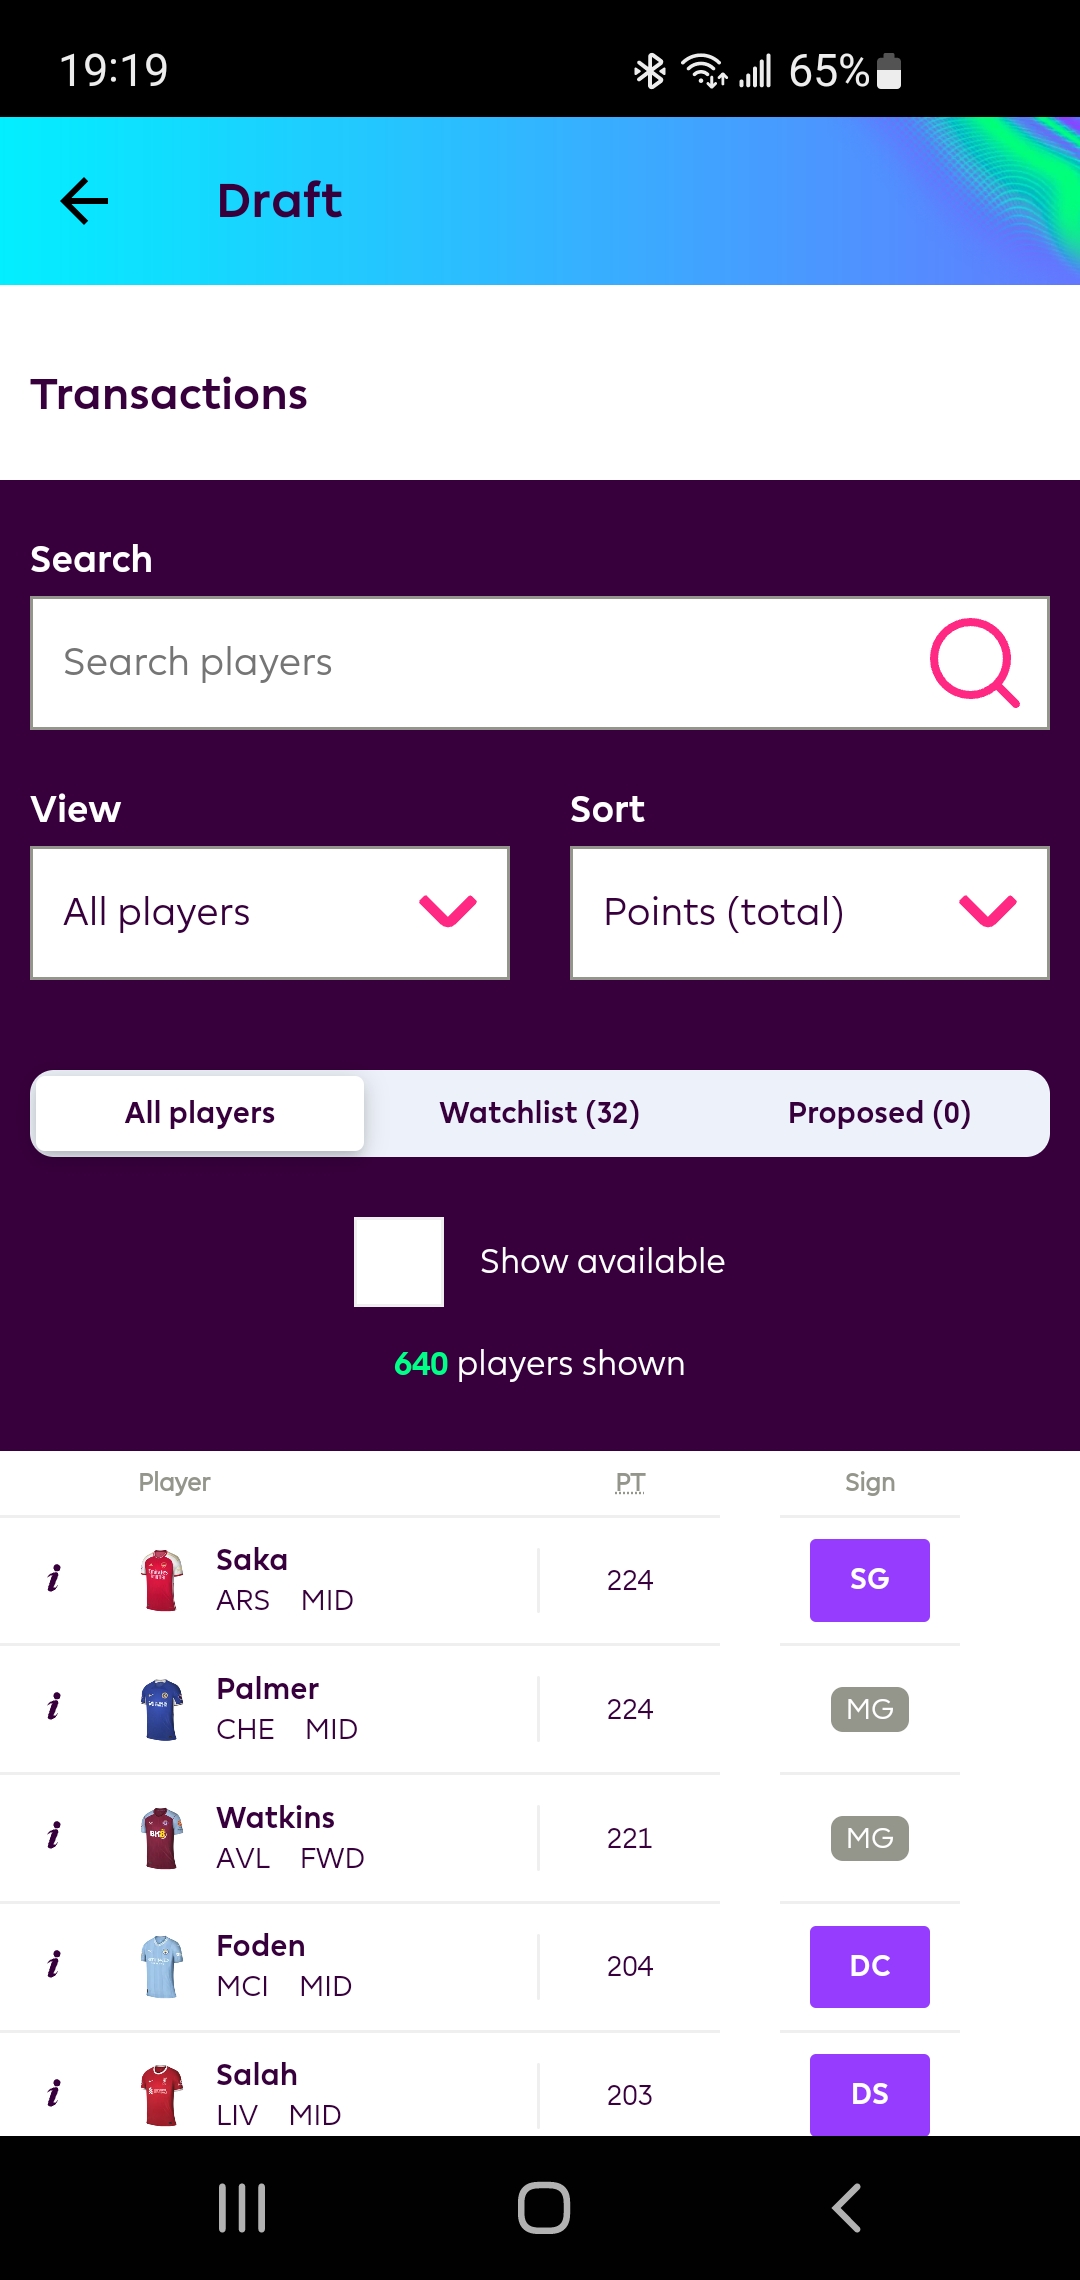 19:19 65%
Draft
Transactions
Search
Search players
View Sort
All players Points (total)
All players Watchlist (32) Proposed (0)
Show available
640 players shown
Player PT Sign
i Saka 224 SG
ARS MID
i Palmer 224 MG
CHE MID
i Watkins 221 MG
AVL FWD
i Foden 204 DC
MCI MID
i Salah 203 DS
LIV MID